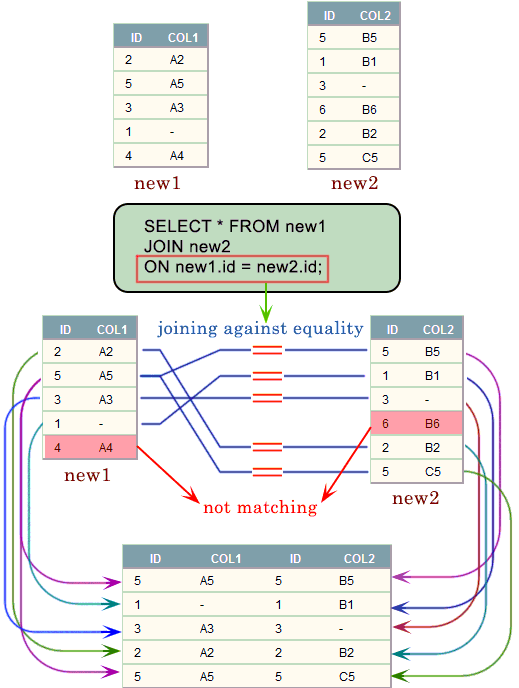 ID COL1
2 A2
5 A5
3 A3
1 -
4 A4
new1
ID COL2
5 B5
1 B1
3 -
6 B6
2 B2
5 C5
new2
SELECT * FROM new1
JOIN new2
ON new1.id = new2.id;
joining against equality
ID COL1
2 A2
5 A5
3 A3
1 -
4 A4
new1
ID COL2
5 B5
1 B1
3 -
6 B6
2 B2
5 C5
new2
not matching
ID COL1 ID COL2
5 A5 5 B5
1 - 1 B1
3 A3 3 -
2 A2 2 B2
5 A5 5 C5